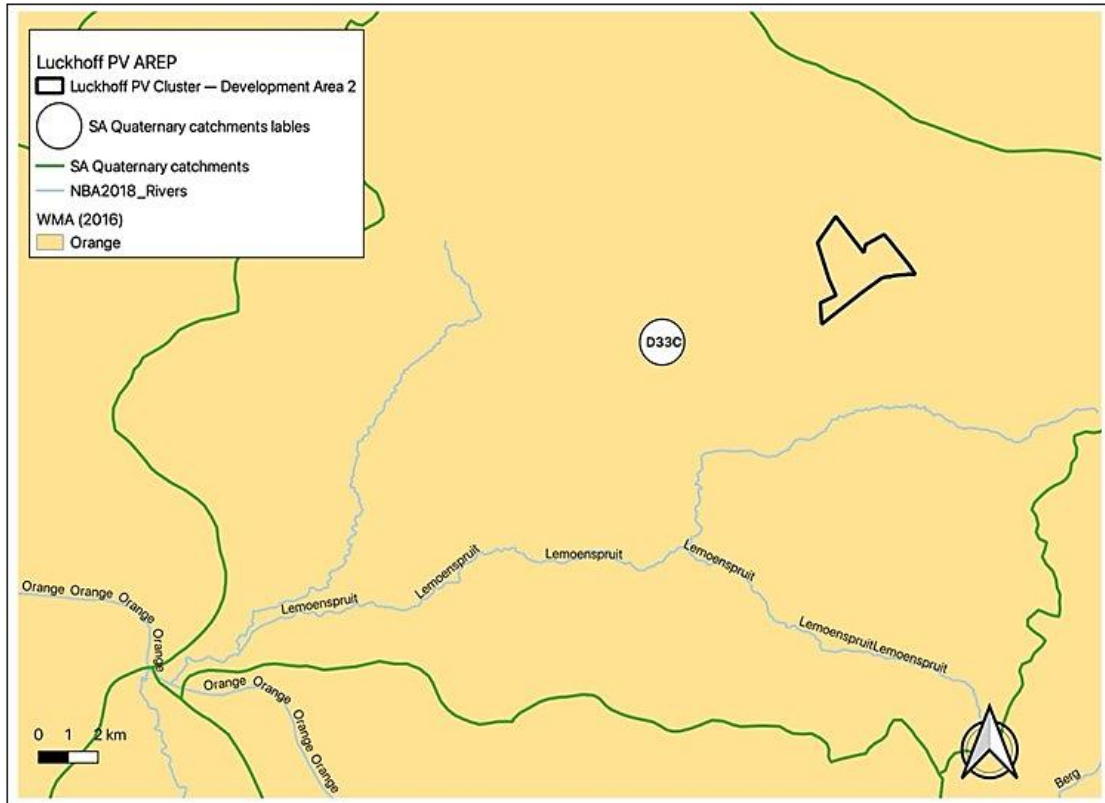 Luckhoff PV AREP
Luckhoff PV Cluster — Development Area 2
SA Quaternary catchments lables
SA Quaternary catchments
NBA2018_Rivers
WMA (2016)
Orange
D33C
Lemoenspruit
Lemoenspruit
Lemoenspruit
Lemoenspruit
LemoenspruitLemoenspruit
Orange Orange Orange
Orange
Orange Orange
Orange Orange
0 1 2 km
Berg